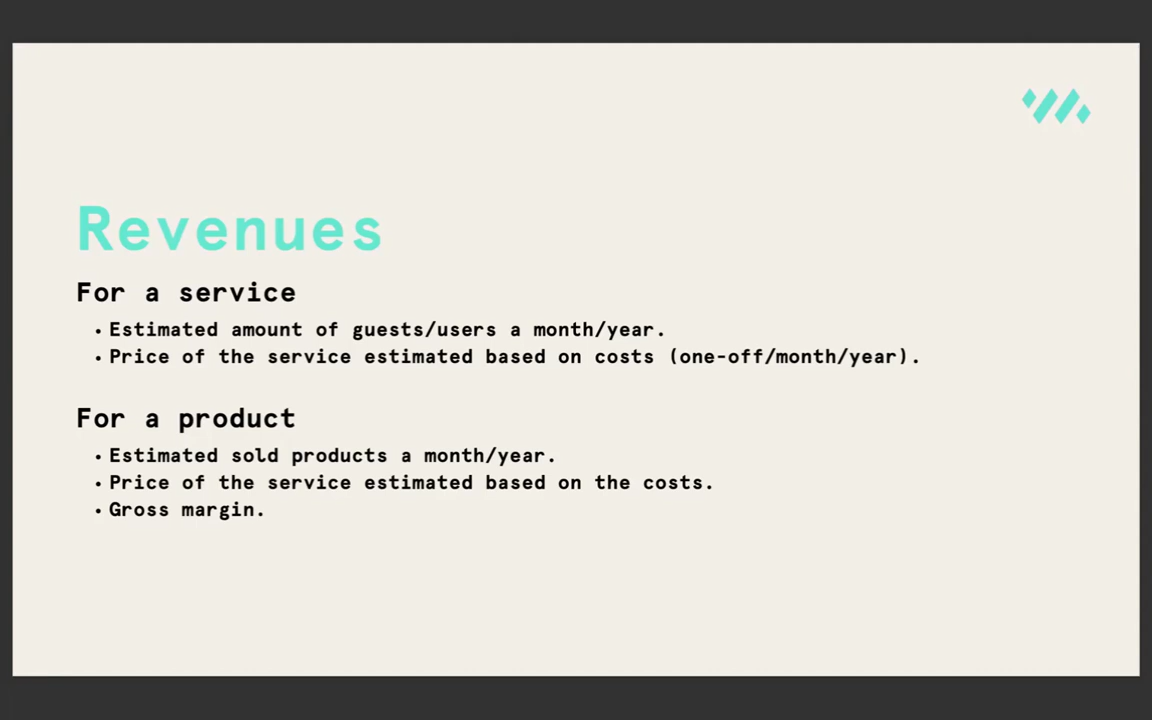 Revenues
For a service
• Estimated amount of guests/users a month/year.
• Price of the service estimated based on costs (one-off/month/year).
For a product
• Estimated sold products a month/year.
• Price of the service estimated based on the costs.
• Gross margin.